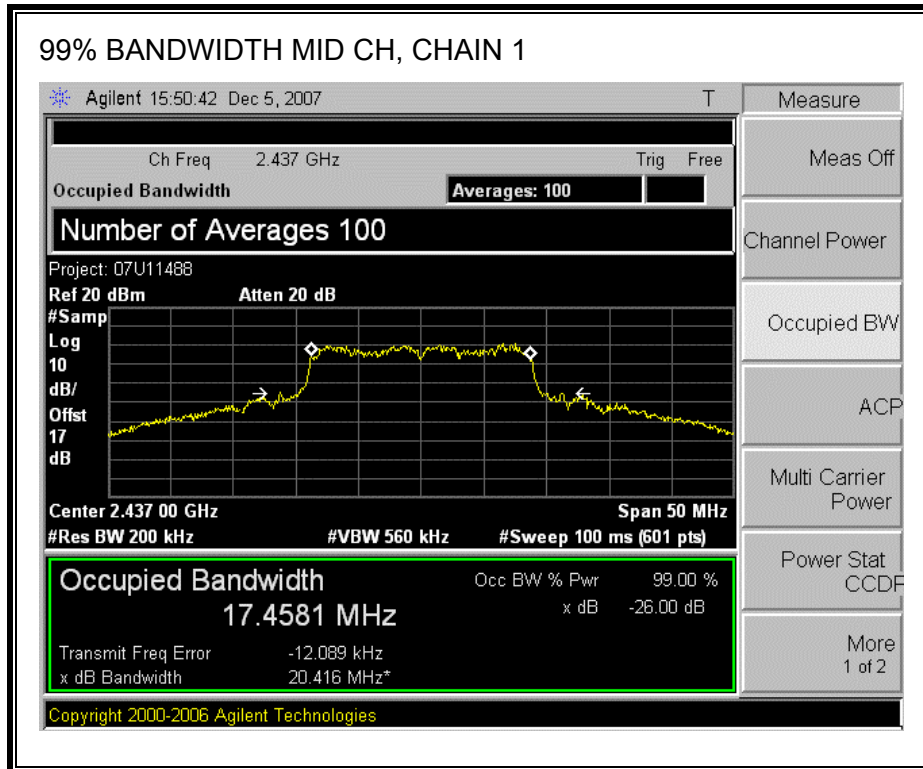 99% BANDWIDTH MID CH, CHAIN 1
Agilent 15:50:42 Dec 5, 2007 T
Measure
Ch Freq 2.437 GHz Trig Free
Occupied Bandwidth Averages: 100
Number of Averages 100
Project: 07U11488
Ref 20 dBm Atten 20 dB
#Samp
Log
10
dB/
Offst
17
dB
Center 2.437 00 GHz Span 50 MHz
#Res BW 200 kHz #VBW 560 kHz #Sweep 100 ms (601 pts)
Occupied Bandwidth Occ BW % Pwr 99.00 %
17.4581 MHz x dB -26.00 dB
Transmit Freq Error -12.089 kHz
x dB Bandwidth 20.416 MHz*
Copyright 2000-2006 Agilent Technologies
Meas Off
Channel Power
Occupied BW
ACP
Multi Carrier
Power
Power Stat
CCDF
More
1 of 2